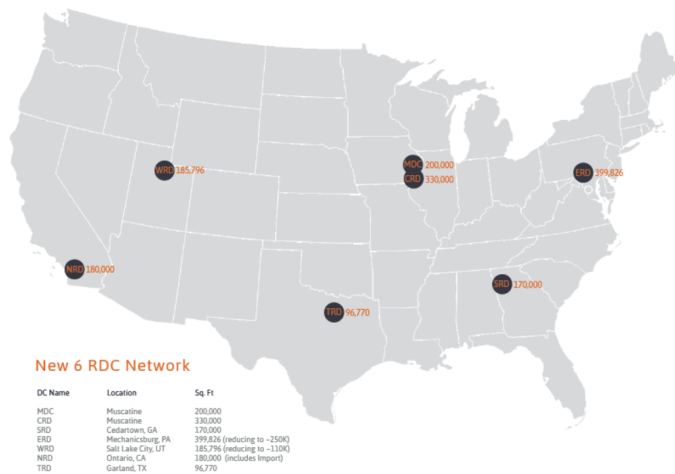 MDC 200,000
WRD 185,796
ERD 399,826
CRD 330,000
NRD 180,000
SRD 170,000
TRD 96,770
New 6 RDC Network
DC Name Location Sq. Ft
MDC Muscatine 200,000
CRD Muscatine 330,000
SRD Cedartown, GA 170,000
ERD Mechanicsburg, PA 399,826 (reducing to ~250K)
WRD Salt Lake City, UT 185,796 (reducing to ~110K)
NRD Ontario, CA 180,000 (includes Import)
TRD Garland, TX 96,770